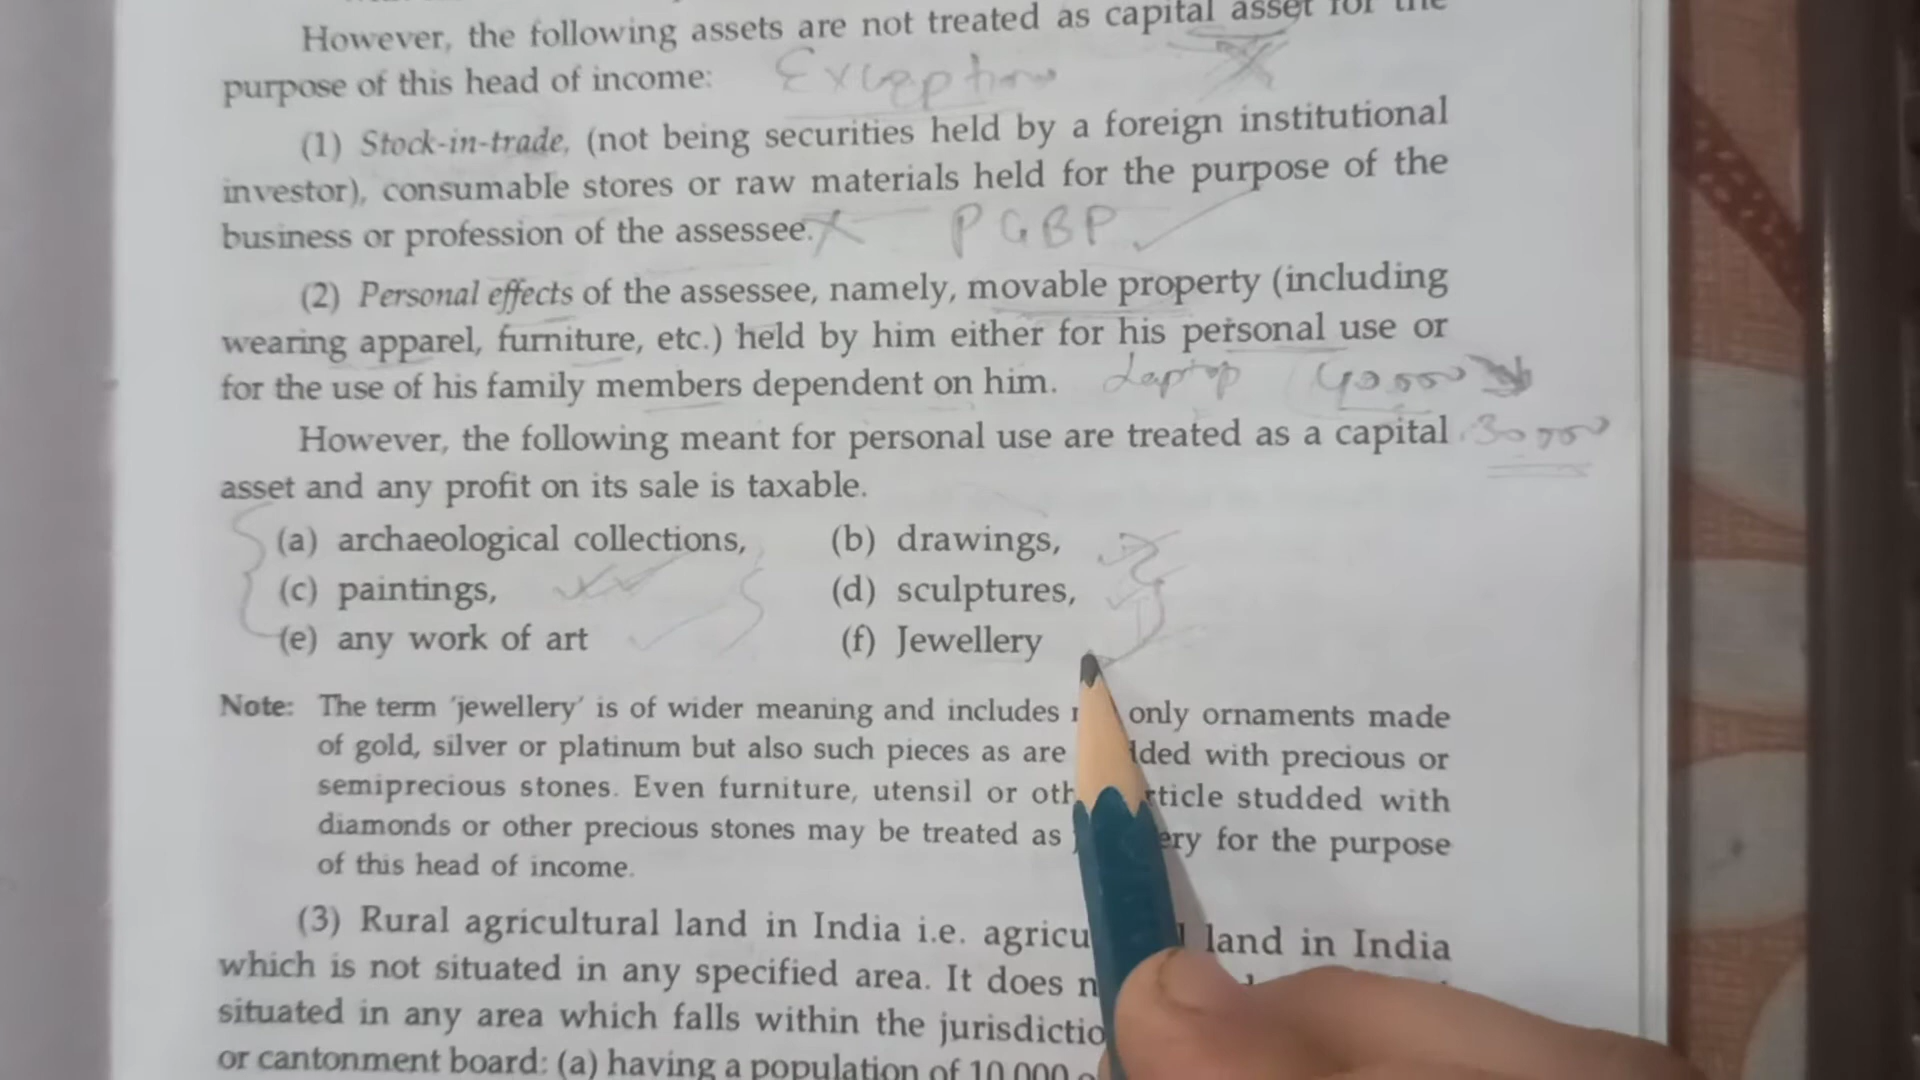 However, the following assets are not treated as capital asset for the
purpose of this head of income: Exception
(1) Stock-in-trade, (not being securities held by a foreign institutional
investor), consumable stores or raw materials held for the purpose of the
business or profession of the assessee. PGBP
(2) Personal effects of the assessee, namely, movable property (including
wearing apparel, furniture, etc.) held by him either for his personal use or
for the use of his family members dependent on him. Laptop
However, the following meant for personal use are treated as a capital
asset and any profit on its sale is taxable.
(a) archaeological collections, (b) drawings,
(c) paintings, (d) sculptures,
(e) any work of art (f) Jewellery
Note: The term 'jewellery' is of wider meaning and includes only ornaments made
of gold, silver or platinum but also such pieces as are with precious or
semiprecious stones. Even furniture, utensil or studded with
diamonds or other precious stones may be treated as for the purpose
of this head of income.
(3) Rural agricultural land in India i.e. land in India
which is not situated in any specified area. It does
situated in any area which falls within the
or cantonment board: (a) having a population of 10,000